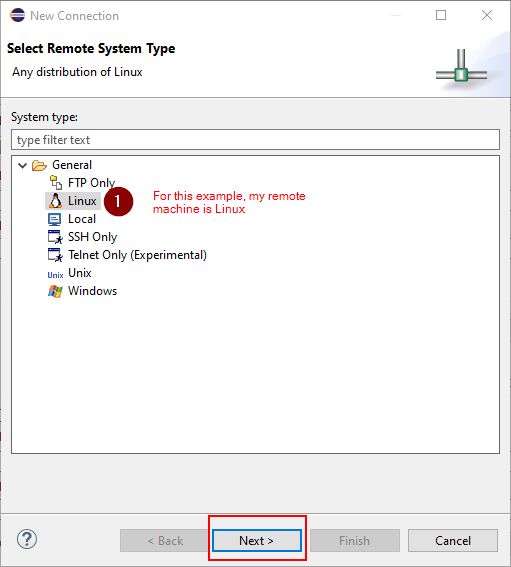 New Connection
Select Remote System Type
Any distribution of Linux
System type:
type filter text
General
FTP Only
Linux
1
For this example, my remote
machine is Linux
Local
SSH Only
Telnet Only (Experimental)
Unix Unix
Windows
? < Back Next > Finish Cancel